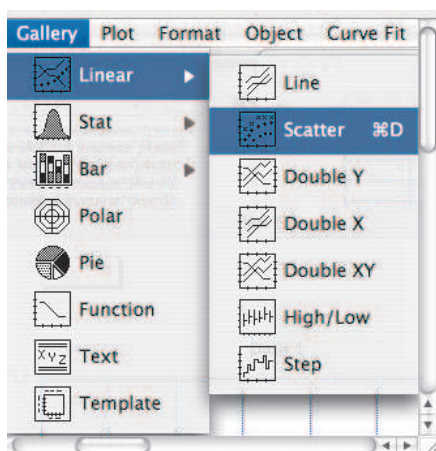 Gallery Plot Format Object Curve Fit
Linear
Stat
Bar
Polar
Pie
Function
XYZ Text
Template
Line
Scatter ⌘D
Double Y
Double X
Double XY
High/Low
Step